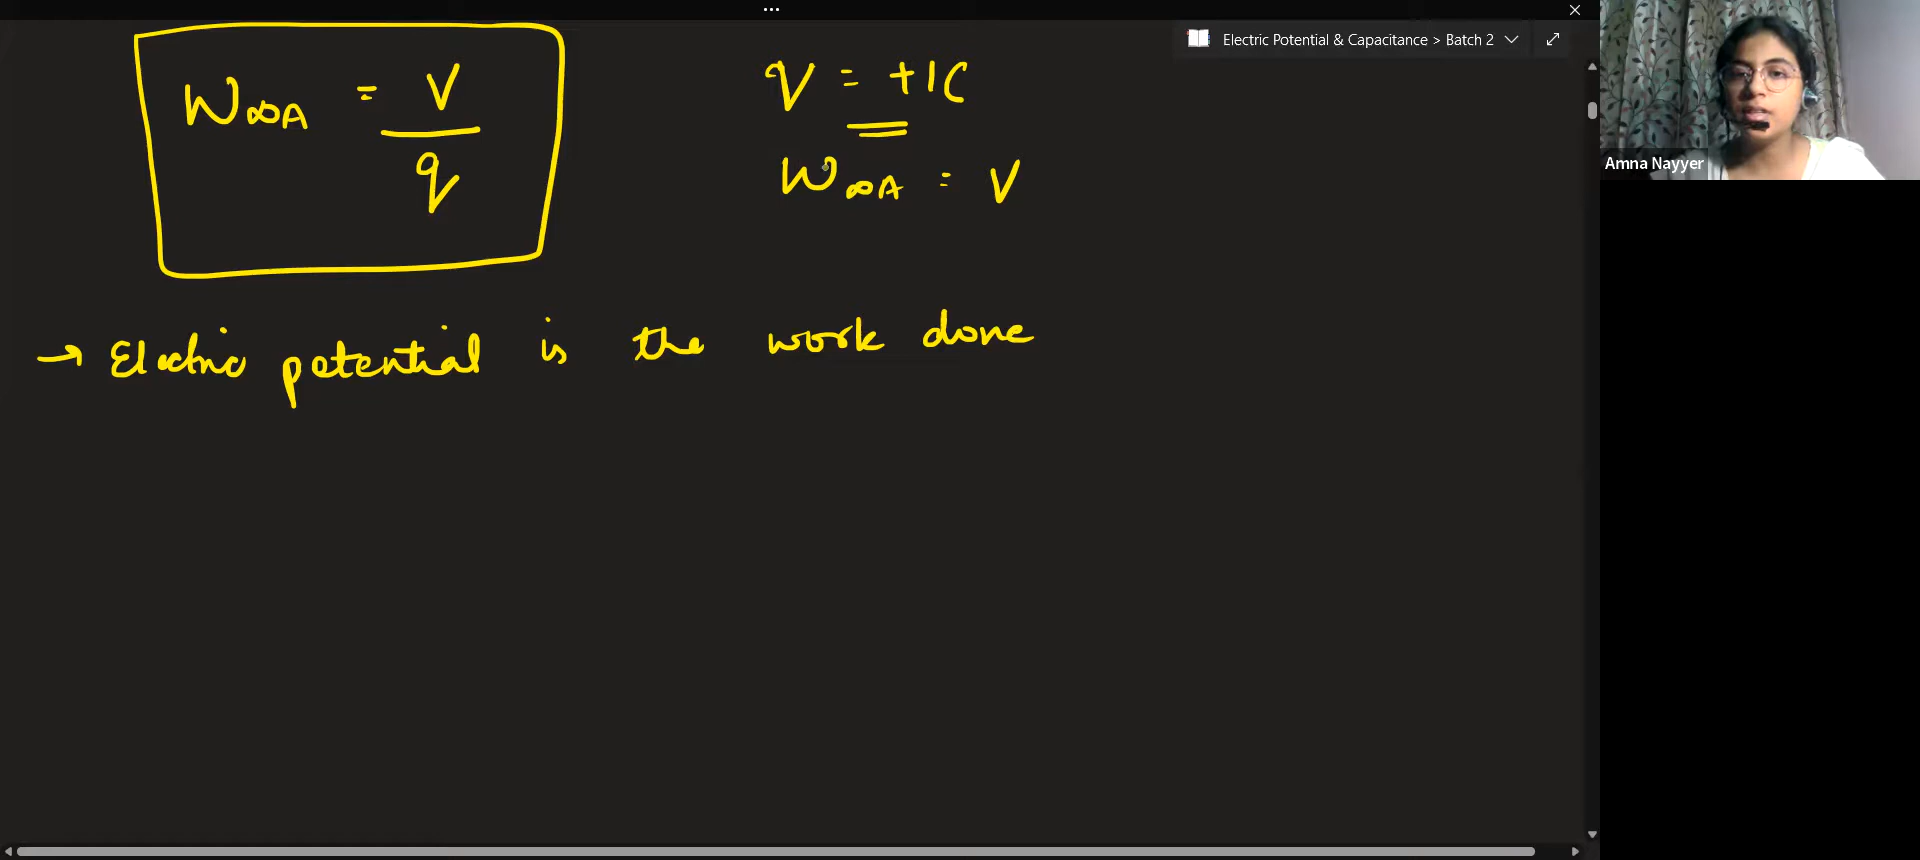 Electric Potential & Capacitance > Batch 2
W∞A = V/q
q = +1C
W∞A = V
→ Electric potential is the work done
Amna Nayyer